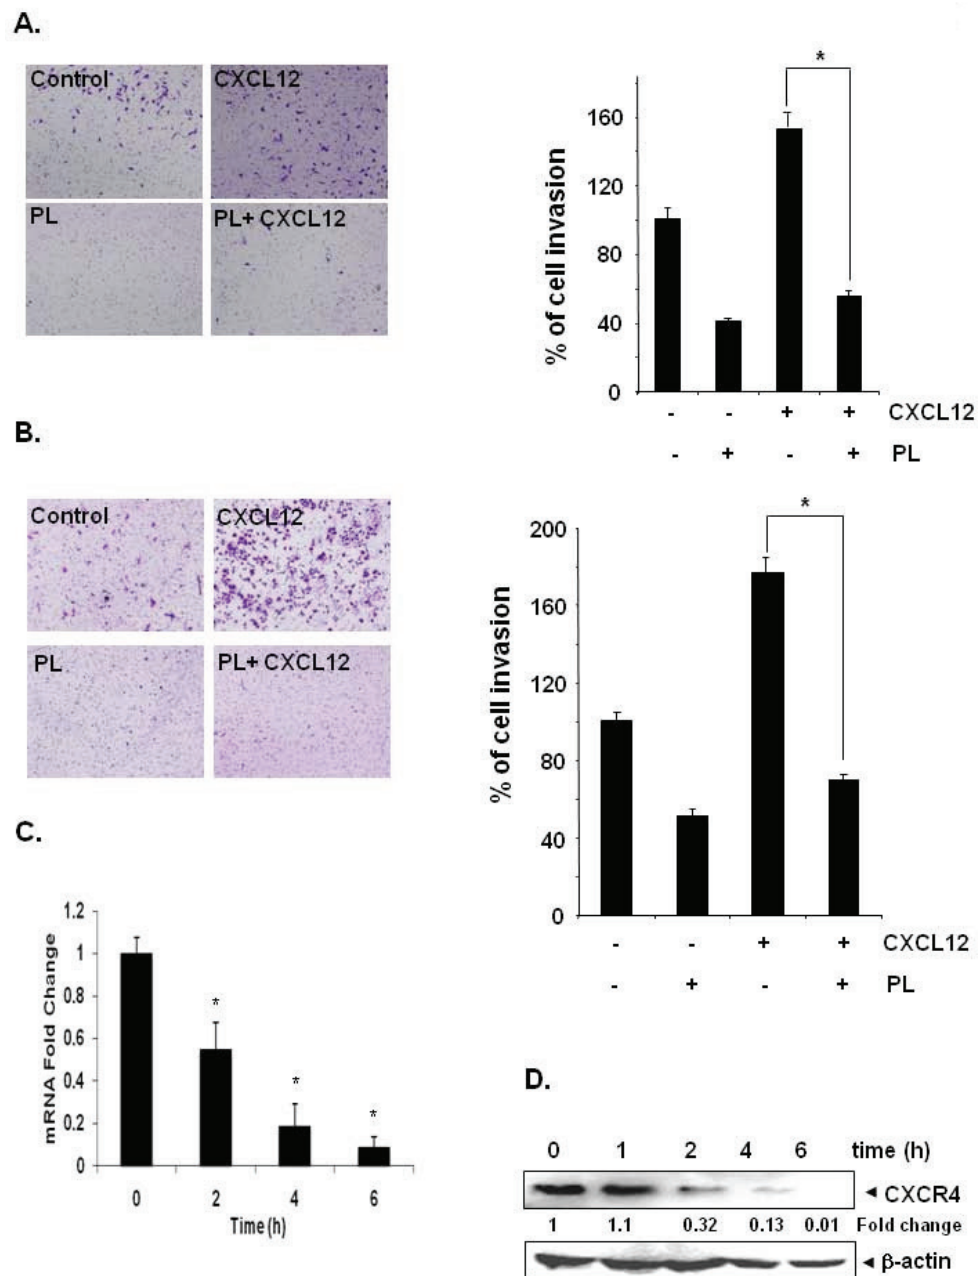 A.
Control CXCL12
PL PL+ CXCL12
% of cell invasion
160
120
80
40
0
- - + + CXCL12
- + - + PL
*
B.
Control CXCL12
PL PL+ CXCL12
% of cell invasion
200
160
120
80
40
0
- - + + CXCL12
- + - + PL
*
C.
mRNA Fold Change
1.2
1
0.8
0.6
0.4
0.2
0
* * *
0 2 4 6
Time (h)
D.
0 1 2 4 6 time (h)
◄ CXCR4
1 1.1 0.32 0.13 0.01 Fold change
◄ β-actin